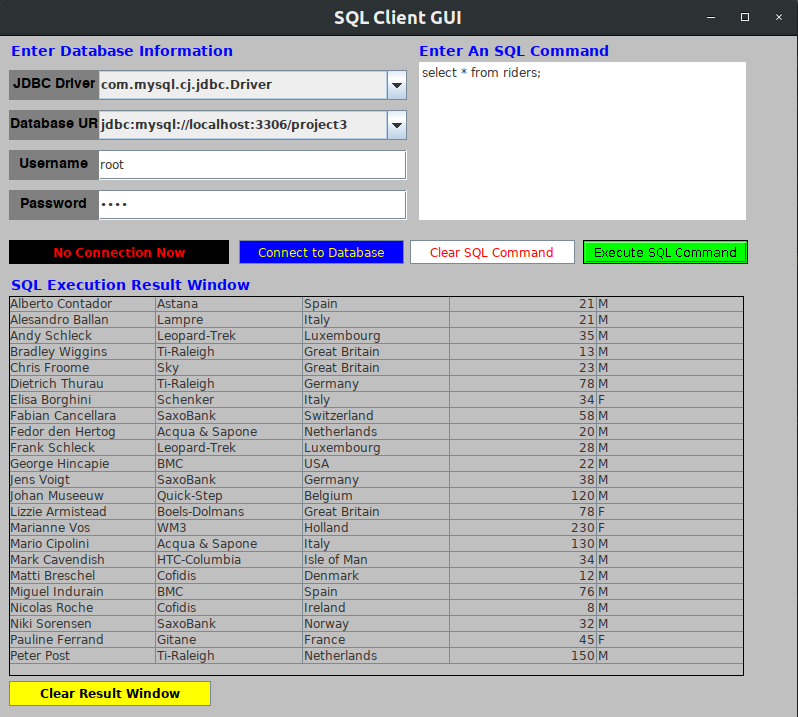 SQL Client GUI
Enter Database Information
Enter An SQL Command
JDBC Driver com.mysql.cj.jdbc.Driver
select * from riders;
Database UR jdbc:mysql://localhost:3306/project3
Username root
Password ••••
No Connection Now Connect to Database Clear SQL Command Execute SQL Command
SQL Execution Result Window
Alberto Contador Astana Spain 21 M
Alesandro Ballan Lampre Italy 21 M
Andy Schleck Leopard-Trek Luxembourg 35 M
Bradley Wiggins Ti-Raleigh Great Britain 13 M
Chris Froome Sky Great Britain 23 M
Dietrich Thurau Ti-Raleigh Germany 78 M
Elisa Borghini Schenker Italy 34 F
Fabian Cancellara SaxoBank Switzerland 58 M
Fedor den Hertog Acqua & Sapone Netherlands 20 M
Frank Schleck Leopard-Trek Luxembourg 28 M
George Hincapie BMC USA 22 M
Jens Voigt SaxoBank Germany 38 M
Johan Museeuw Quick-Step Belgium 120 M
Lizzie Armistead Boels-Dolmans Great Britain 78 F
Marianne Vos WM3 Holland 230 F
Mario Cipolini Acqua & Sapone Italy 130 M
Mark Cavendish HTC-Columbia Isle of Man 34 M
Matti Breschel Cofidis Denmark 12 M
Miguel Indurain BMC Spain 76 M
Nicolas Roche Cofidis Ireland 8 M
Niki Sorensen SaxoBank Norway 32 M
Pauline Ferrand Gitane France 45 F
Peter Post Ti-Raleigh Netherlands 150 M
Clear Result Window